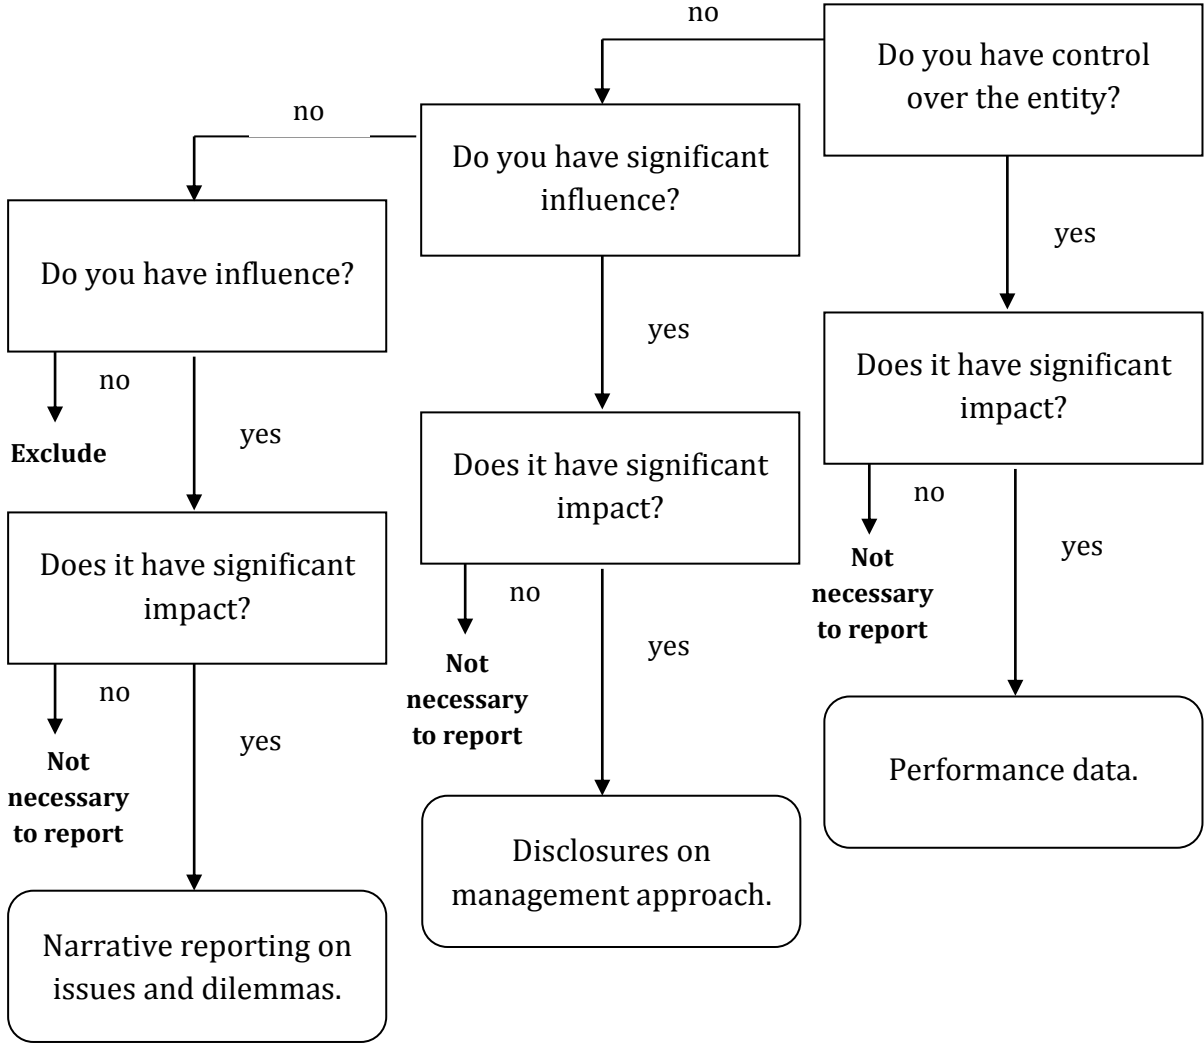 no
Do you have control
over the entity?
no
Do you have significant
influence?
yes
Do you have influence?
yes
Does it have significant
impact?
no
Exclude
yes
Does it have significant
impact?
no
Not
necessary
to report
yes
Does it have significant
impact?
no
Not
necessary
to report
yes
Performance data.
no
Not
necessary
to report
yes
Disclosures on
management approach.
Narrative reporting on
issues and dilemmas.